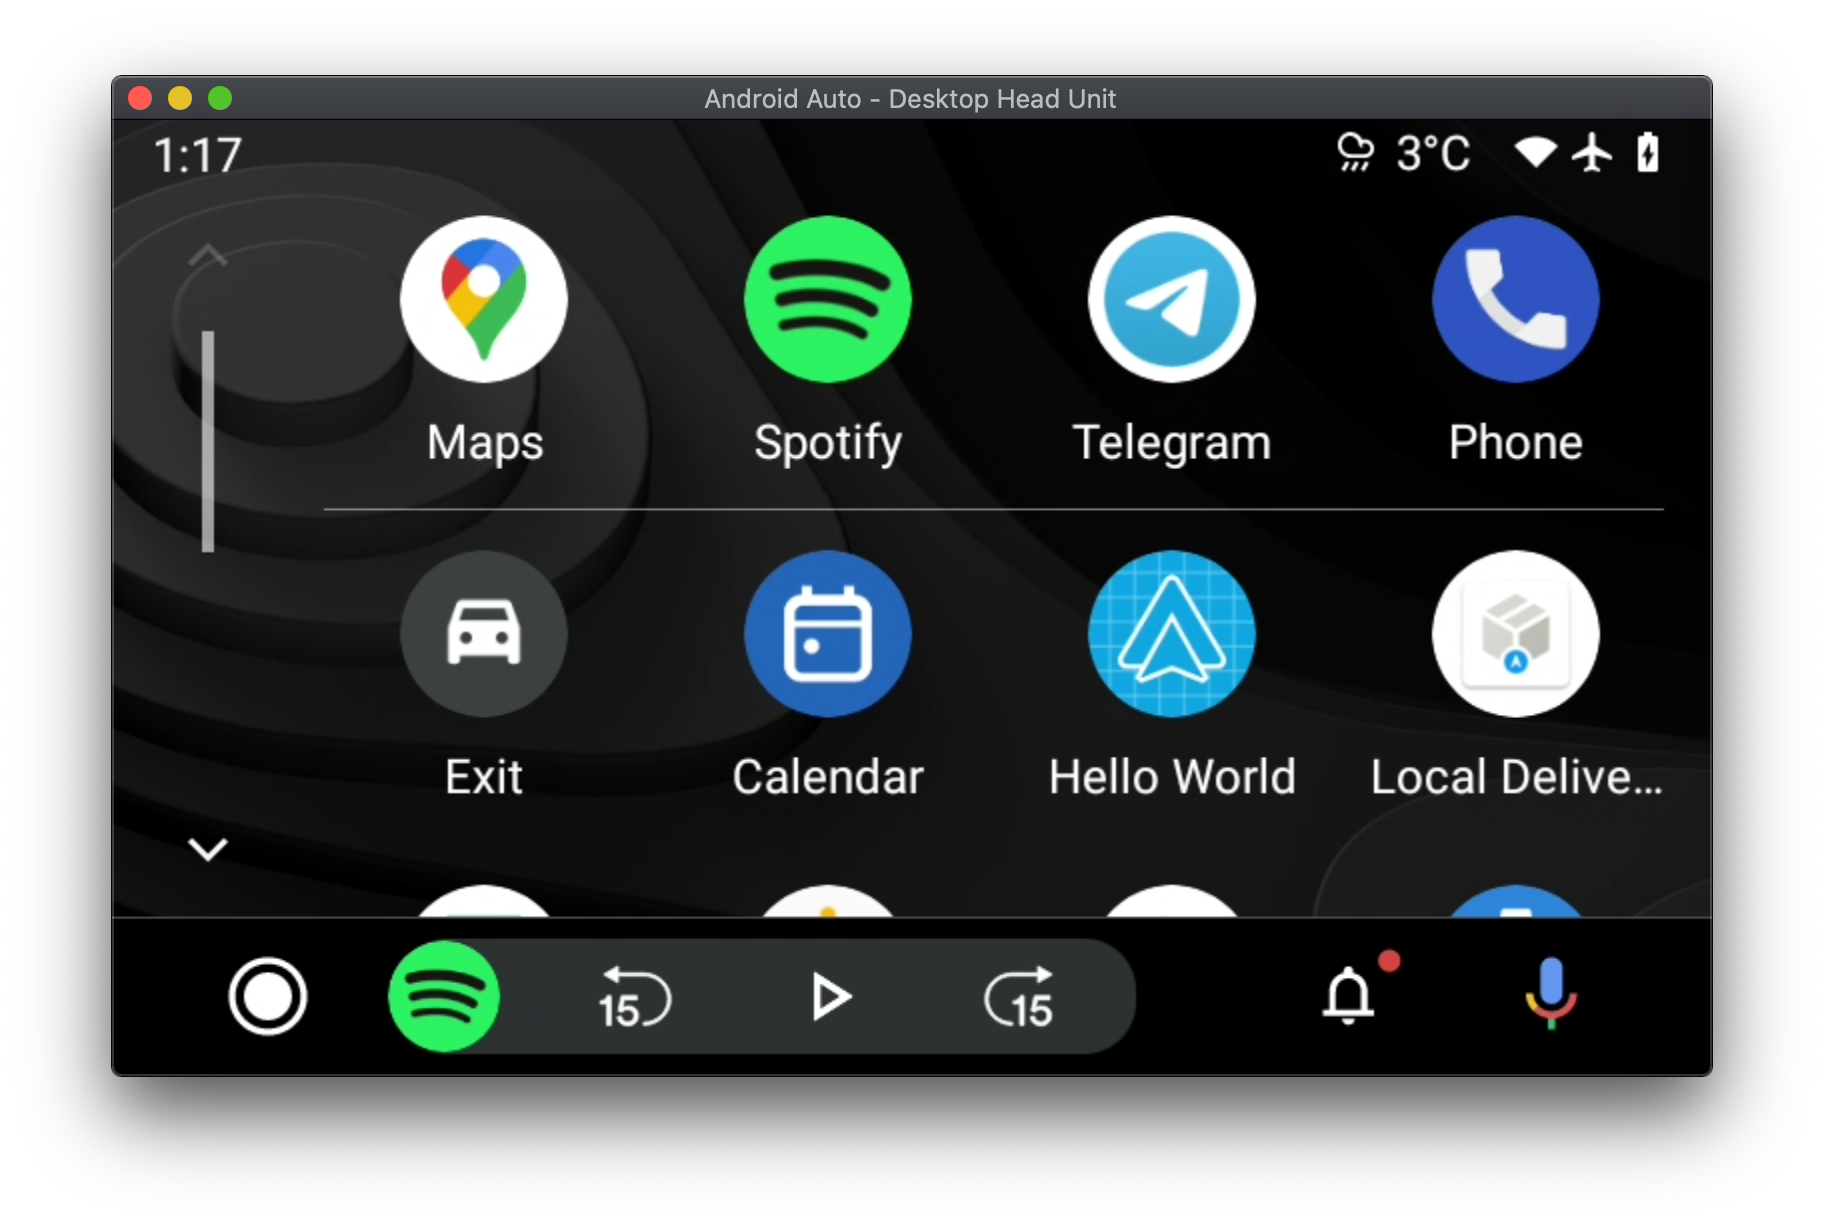 Android Auto - Desktop Head Unit
1:17
3°C
Maps
Spotify
Telegram
Phone
Exit
Calendar
Hello World
Local Delive...
15
15